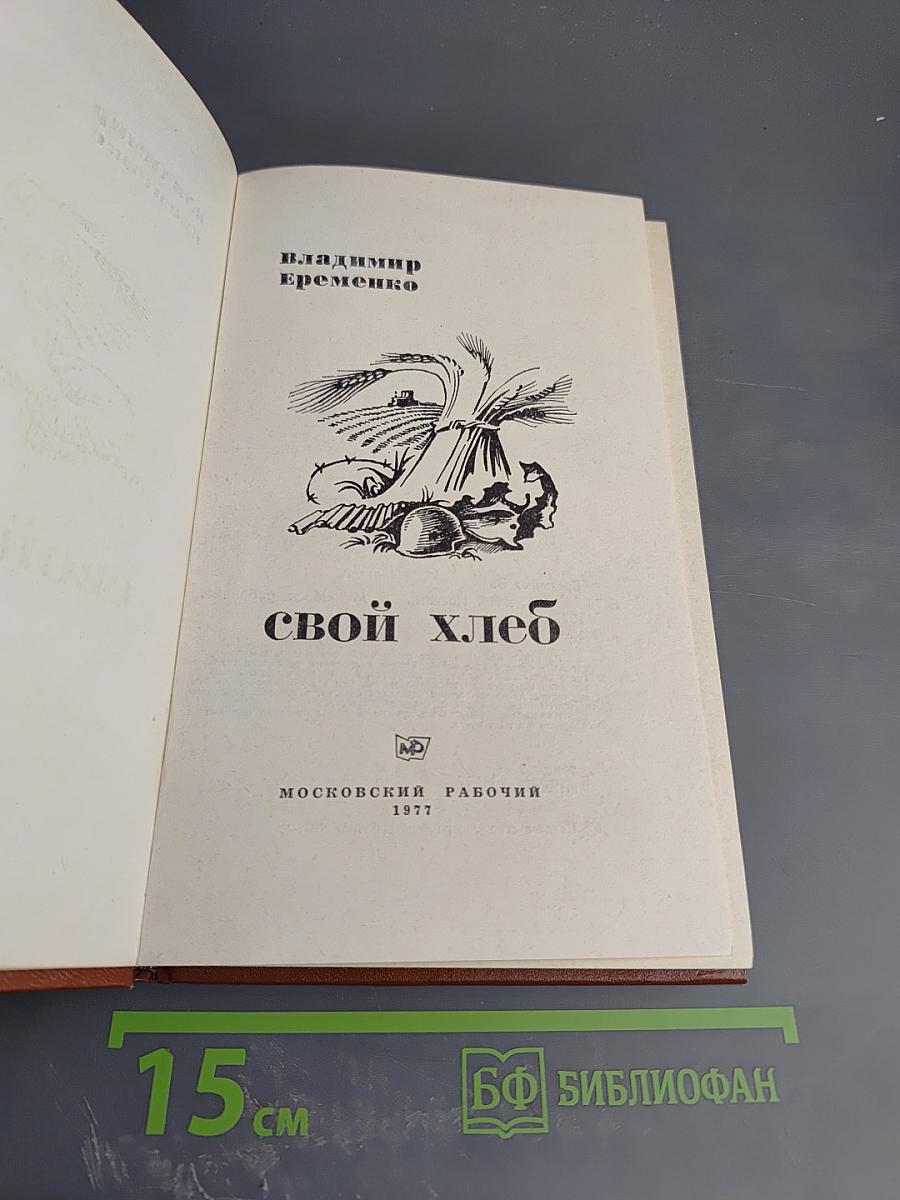 Владимир
Еременко
свой хлеб
МР
МОСКОВСКИЙ РАБОЧИЙ
1977
15 см
БФ БИБЛИОФАН